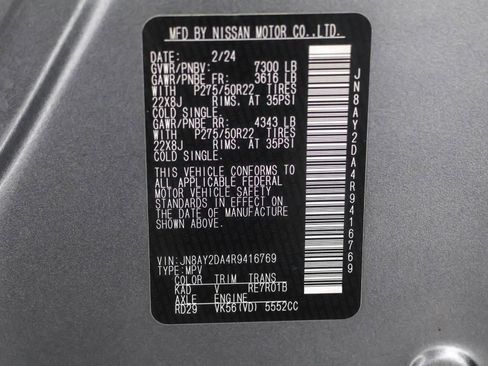 MFD BY NISSAN MOTOR CO.,LTD.
DATE: 2/24
GVWR/PNBV: 7300 LB
GAWR/PNBE FR: 3616 LB
WITH P275/50R22 TIRES
22X8J RIMS. AT 35PSI
COLD SINGLE.
GAWR/PNBE RR: 4343 LB
WITH P275/50R22 TIRES
22X8J RIMS. AT 35PSI
COLD SINGLE.
THIS VEHICLE CONFORMS TO
ALL APPLICABLE FEDERAL
MOTOR VEHICLE SAFETY
STANDARDS IN EFFECT ON
THE DATE OF MANUFACTURE
SHOWN ABOVE.
VIN:JN8AY2DA4R9416769
TYPE:MPV
COLOR TRIM TRANS
KAD V RE7R01B
AXLE ENGINE
RD29 VK56(VD) 5552CC
JN8AY2DA4R9416769